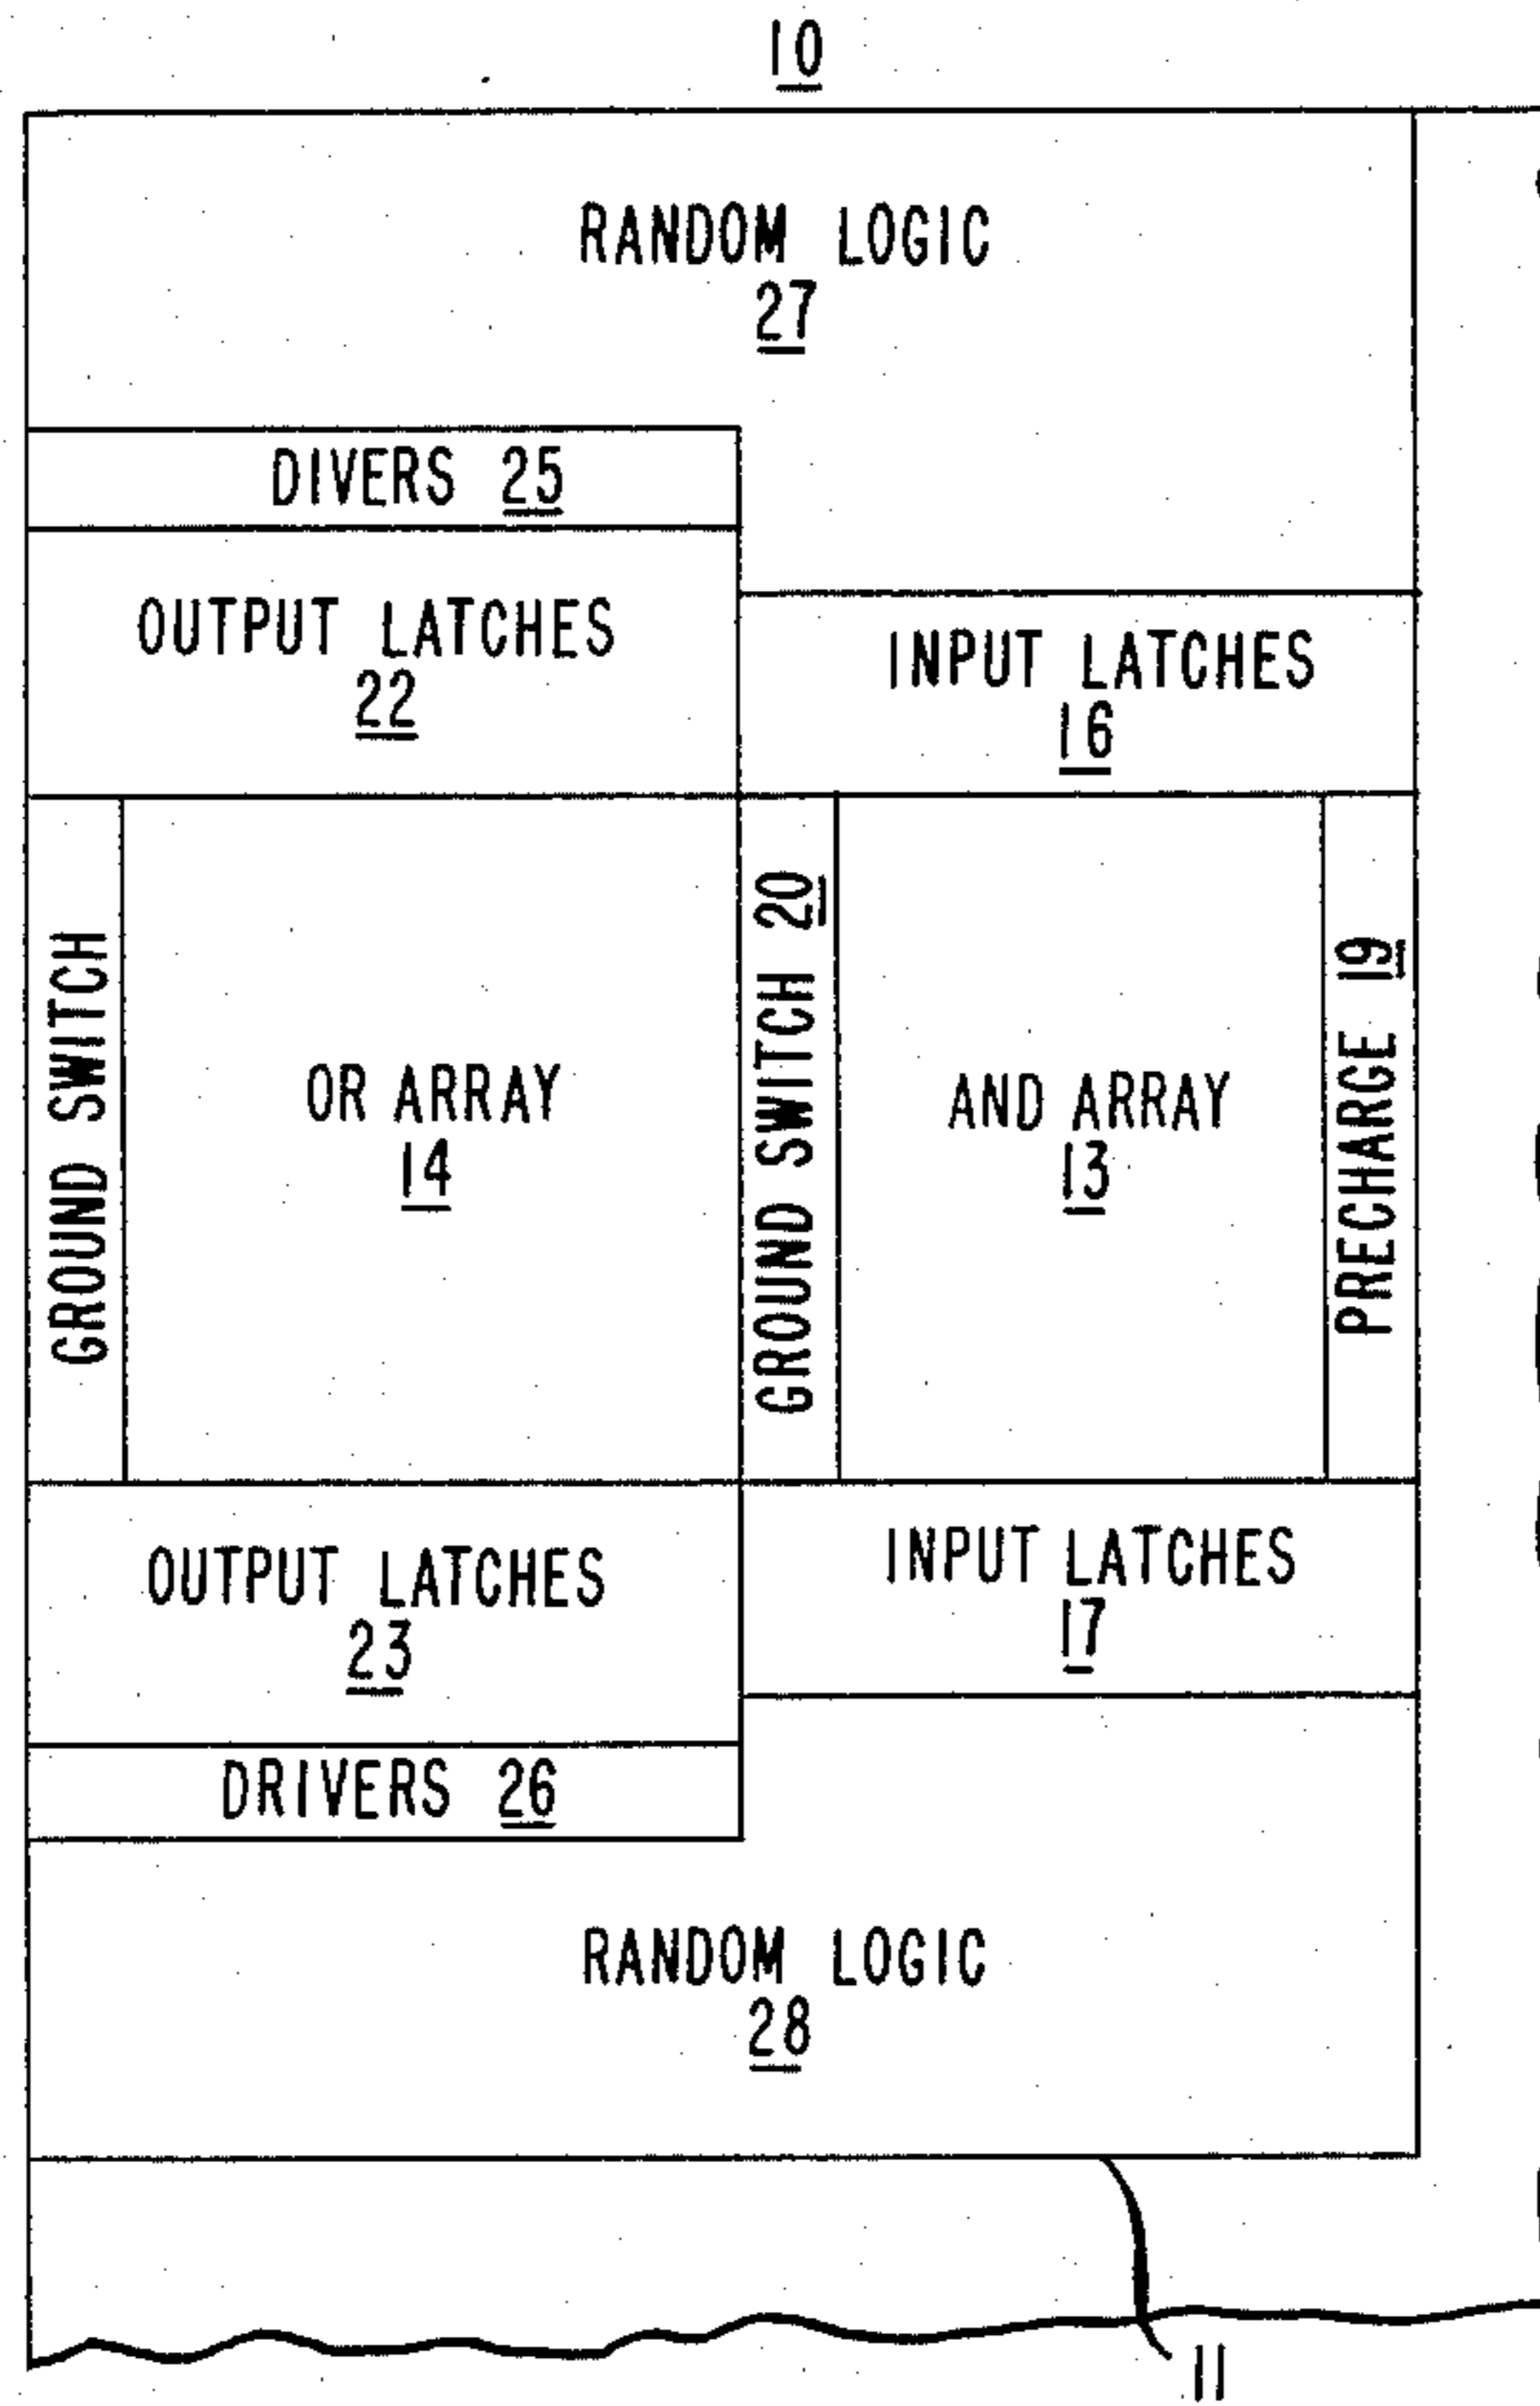 10
RANDOM LOGIC
27
DIVERS 25
OUTPUT LATCHES
22
INPUT LATCHES
16
GROUND SWITCH
OR ARRAY
14
GROUND SWITCH 20
AND ARRAY
13
PRECHARGE 19
OUTPUT LATCHES
23
INPUT LATCHES
17
DRIVERS 26
RANDOM LOGIC
28
11